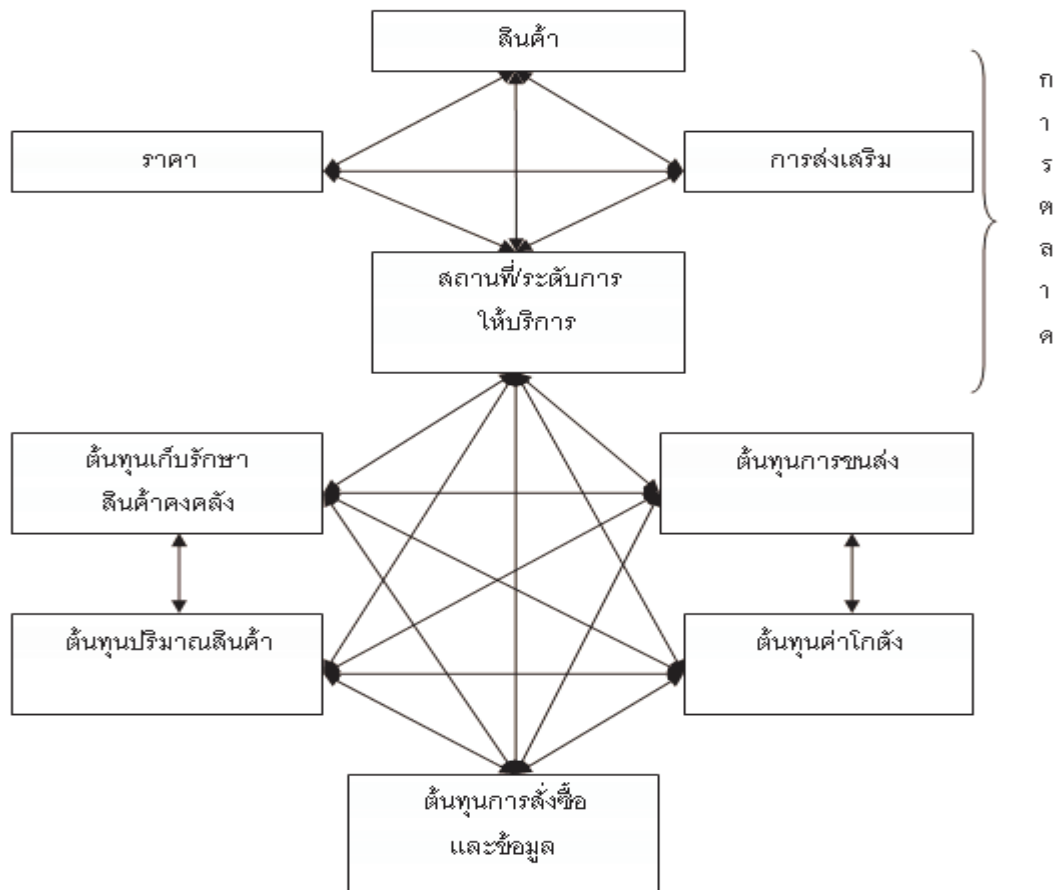 สินค้า
ราคา
การส่งเสริม
การตลาด
สถานที่/ระดับการ
ให้บริการ
ต้นทุนเก็บรักษา
สินค้าคงคลัง
ต้นทุนการขนส่ง
ต้นทุนปริมาณสินค้า
ต้นทุนค่าโกดัง
ต้นทุนการสั่งซื้อ
และข้อมูล